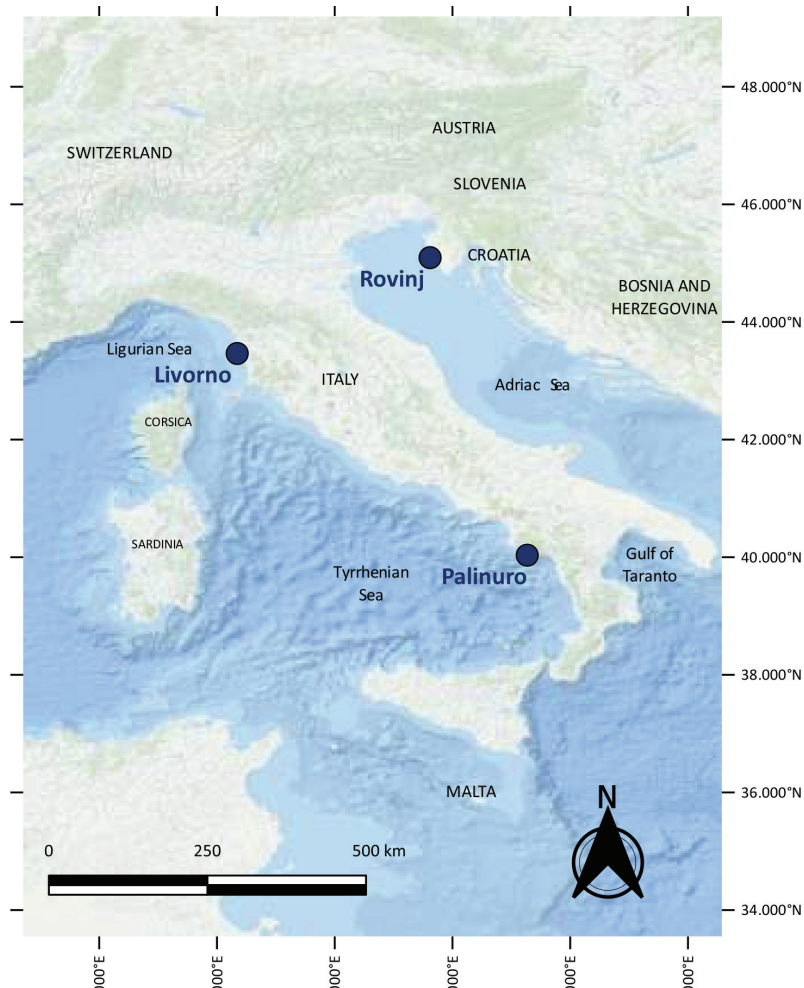 48.000°N
AUSTRIA
SWITZERLAND
SLOVENIA
46.000°N
CROATIA
Rovinj
BOSNIA AND
HERZEGOVINA
44.000°N
Ligurian Sea
Livorno
ITALY
Adriac Sea
CORSICA
42.000°N
SARDINIA
Tyrrhenian
Sea
Palinuro
Gulf of
Taranto
40.000°N
38.000°N
MALTA
36.000°N
N
0 250 500 km
34.000°N